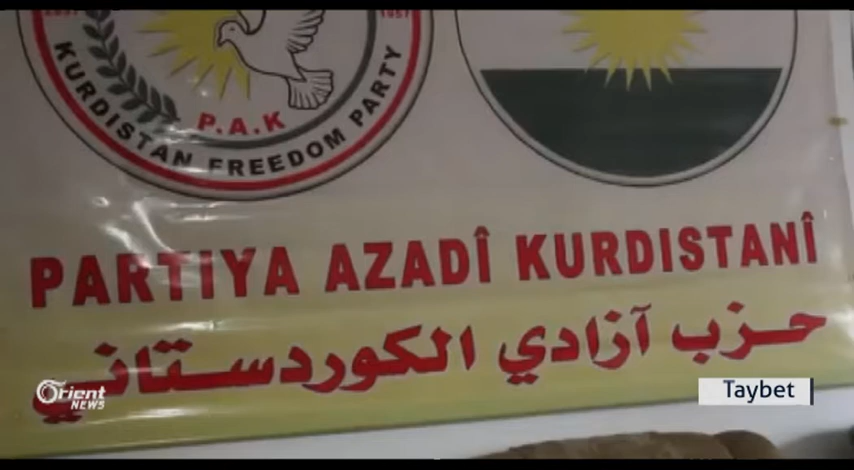 P.A.K
KURDISTAN FREEDOM PARTY
PARTIYA AZADÎ KURDISTANÎ
حزب آزادي الكوردستاني
Orient
NEWS
Taybet